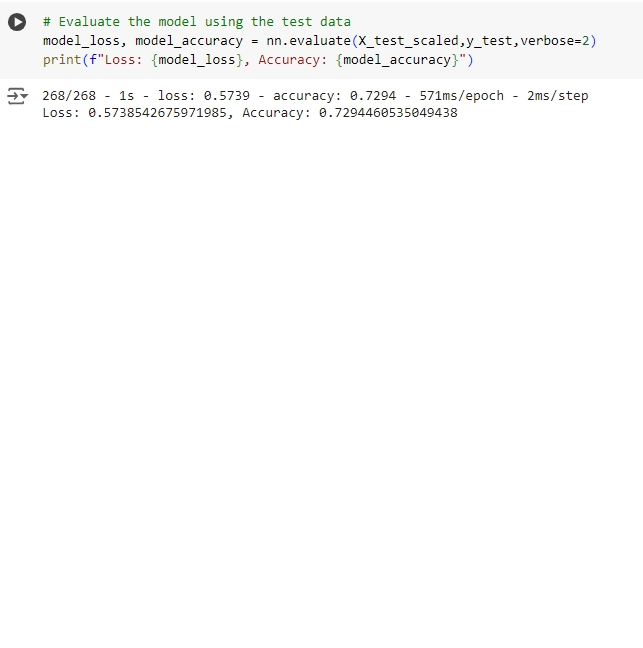 # Evaluate the model using the test data
model_loss, model_accuracy = nn.evaluate(X_test_scaled,y_test,verbose=2)
print(f"Loss: {model_loss}, Accuracy: {model_accuracy}")
268/268 - 1s - loss: 0.5739 - accuracy: 0.7294 - 571ms/epoch - 2ms/step
Loss: 0.5738542675971985, Accuracy: 0.7294460535049438